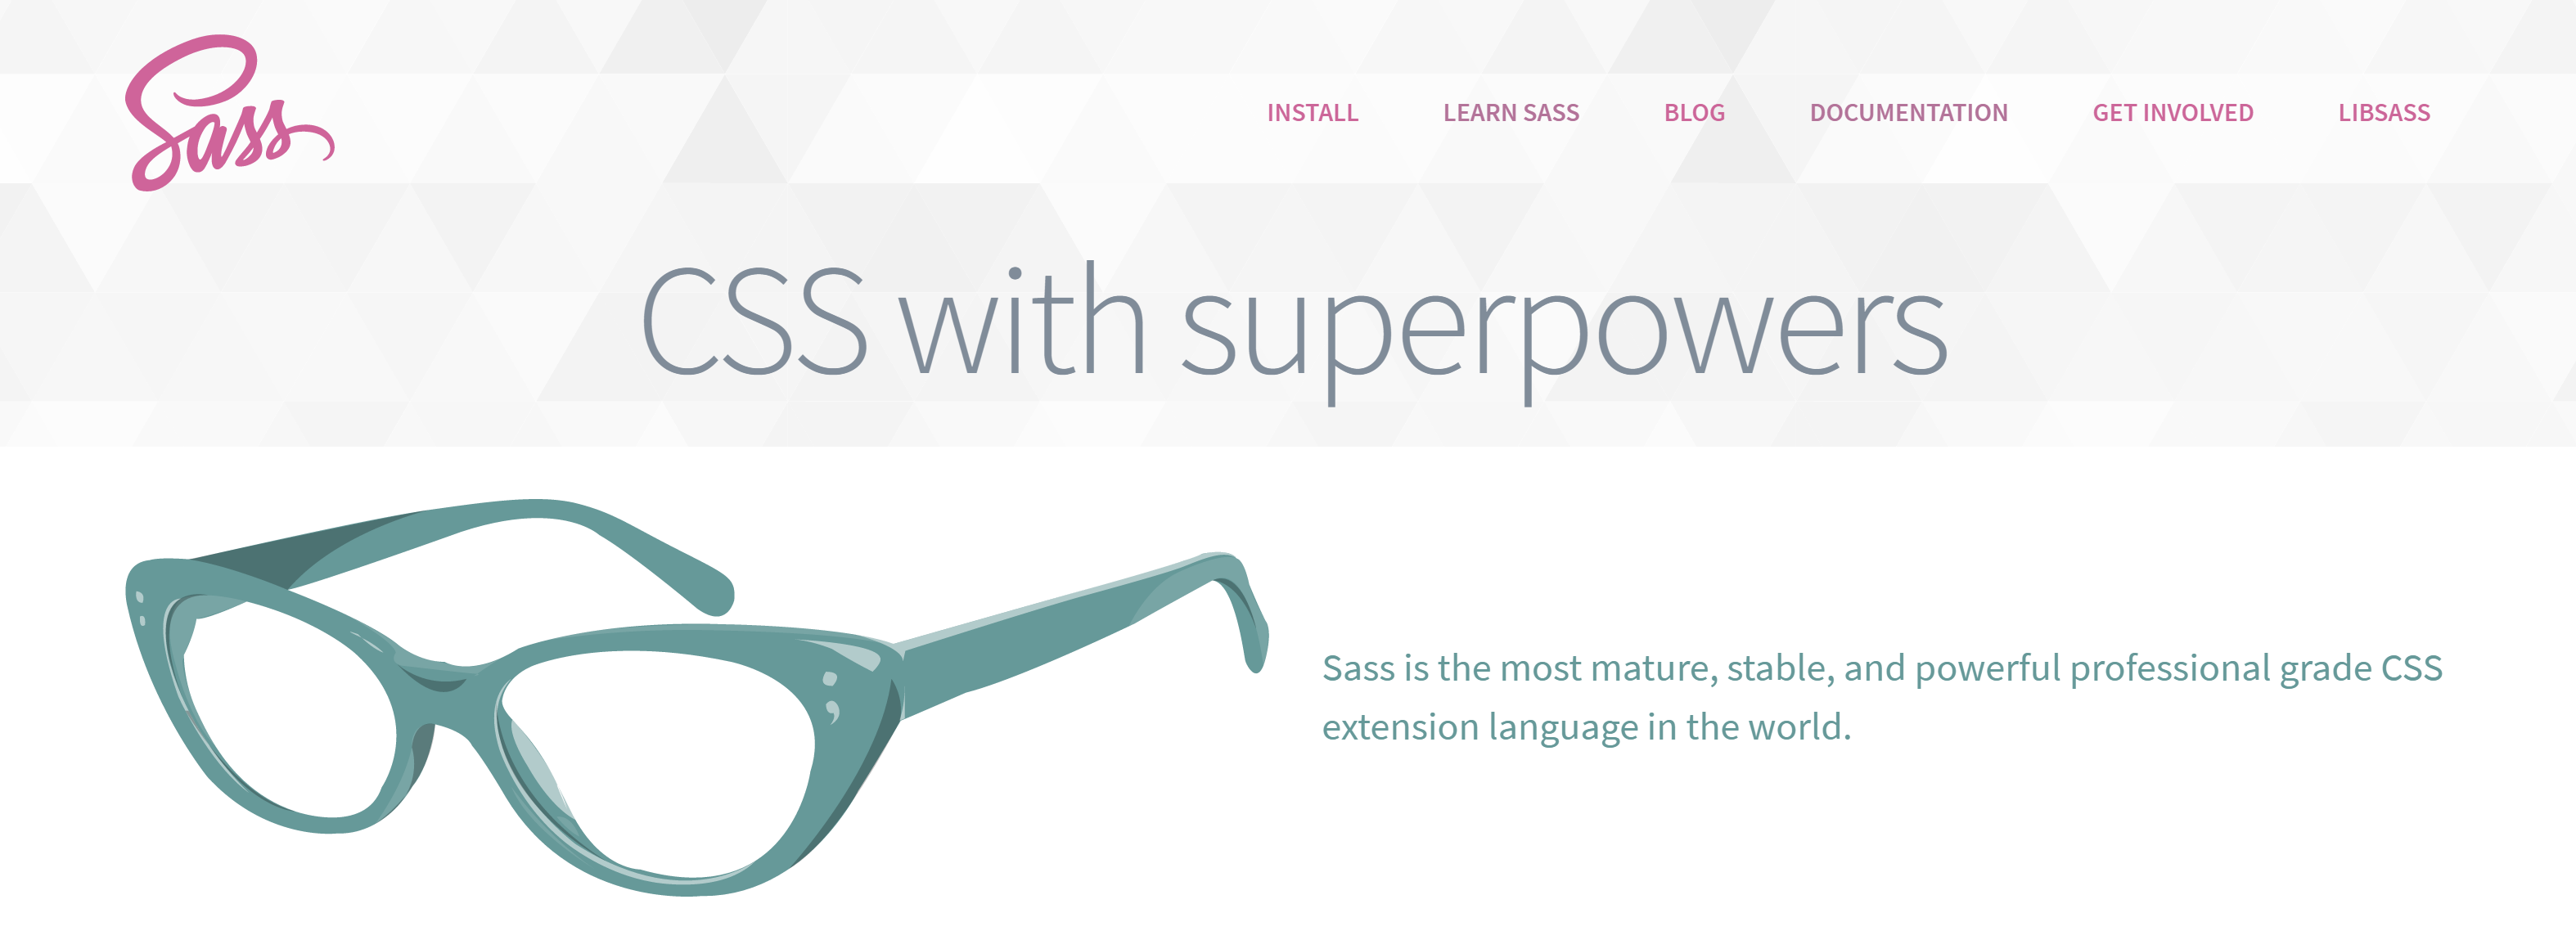 Sass
INSTALL LEARN SASS BLOG DOCUMENTATION GET INVOLVED LIBSASS
CSS with superpowers
Sass is the most mature, stable, and powerful professional grade CSS
extension language in the world.